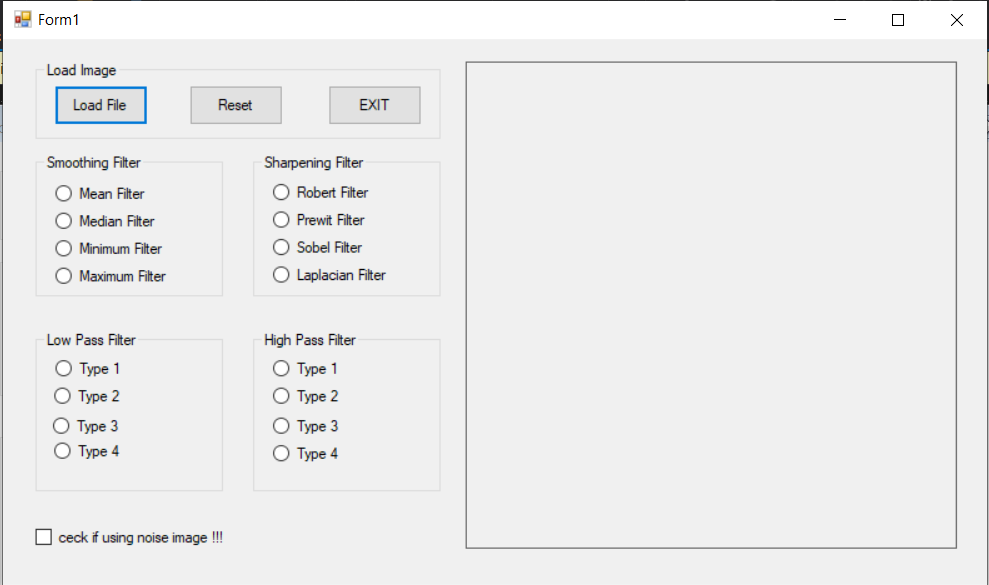 Form1
Load Image
Load File
Reset
EXIT
Smoothing Filter
Mean Filter
Median Filter
Minimum Filter
Maximum Filter
Sharpening Filter
Robert Filter
Prewit Filter
Sobel Filter
Laplacian Filter
Low Pass Filter
Type 1
Type 2
Type 3
Type 4
High Pass Filter
Type 1
Type 2
Type 3
Type 4
ceck if using noise image !!!